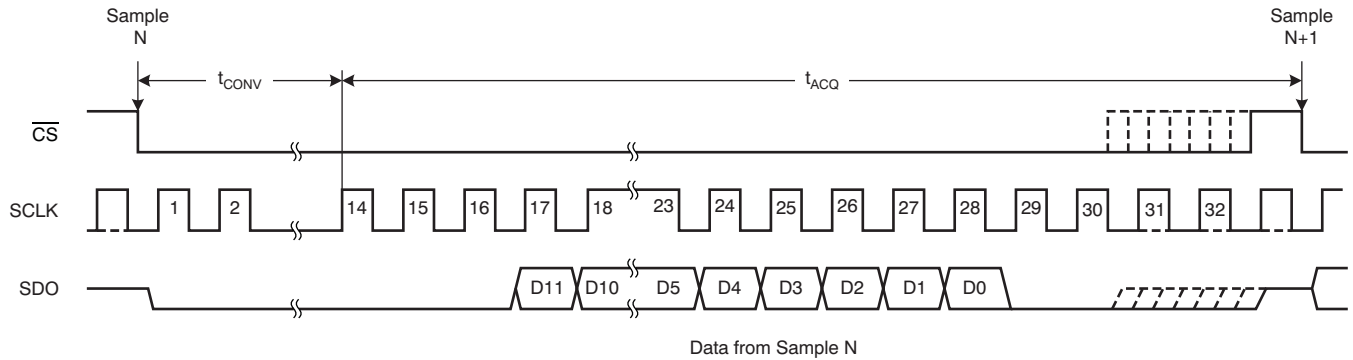 Sample
N
Sample
N+1
tCONV
tACQ
CS
SCLK
1 2 14 15 16 17 18 23 24 25 26 27 28 29 30 31 32
SDO
D11 D10 D5 D4 D3 D2 D1 D0
Data from Sample N